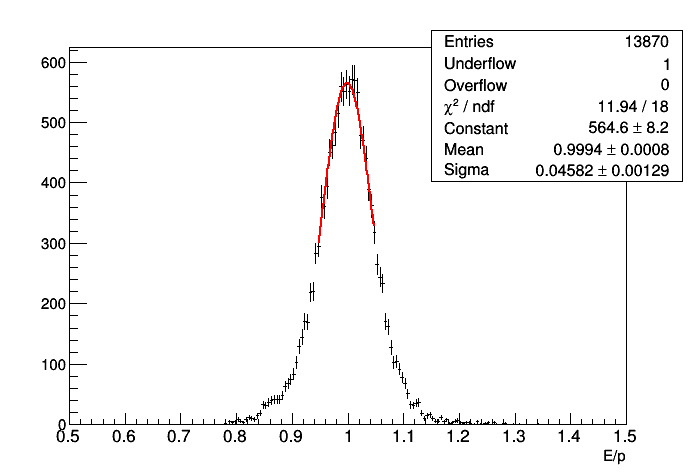 Entries 13870
Underflow 1
Overflow 0
χ² / ndf 11.94 / 18
Constant 564.6 ± 8.2
Mean 0.9994 ± 0.0008
Sigma 0.04582 ± 0.00129
600
500
400
300
200
100
0
0.5 0.6 0.7 0.8 0.9 1 1.1 1.2 1.3 1.4 1.5
E/p